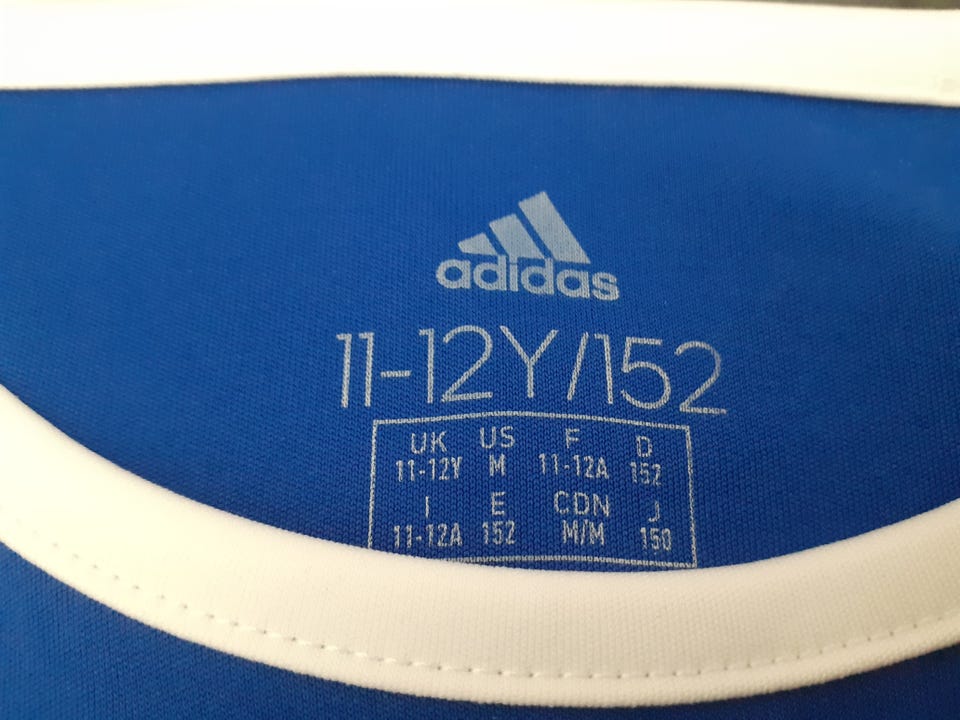 adidas
11-12Y/152
UK US F D
11-12Y M 11-12A 152
I E CDN J
11-12A 152 M/M 150